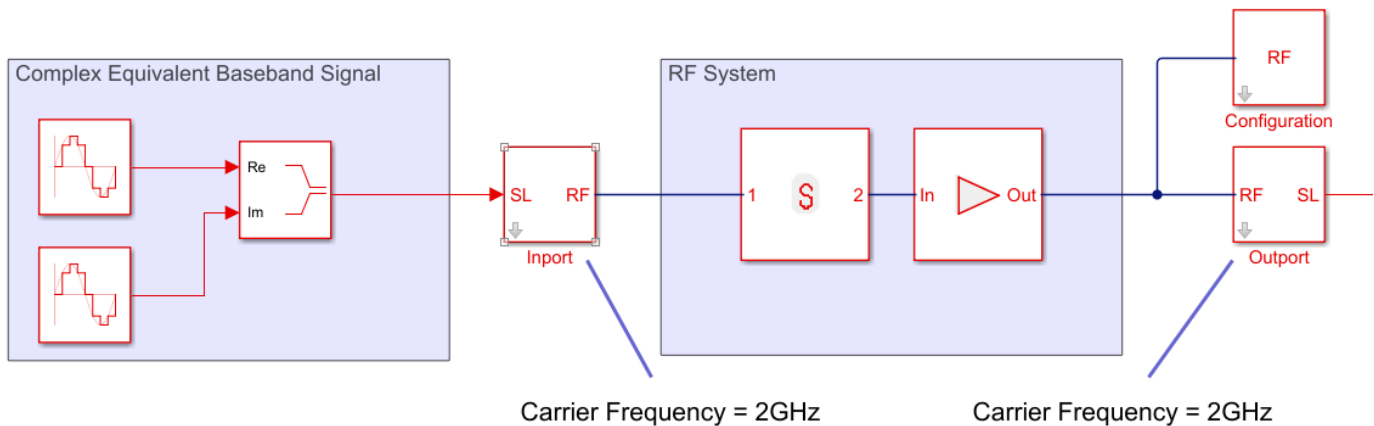 Complex Equivalent Baseband Signal
RF System
RF
Configuration
Re
Im
SL RF
Inport
1 S 2
In Out
RF SL
Outport
Carrier Frequency = 2GHz
Carrier Frequency = 2GHz